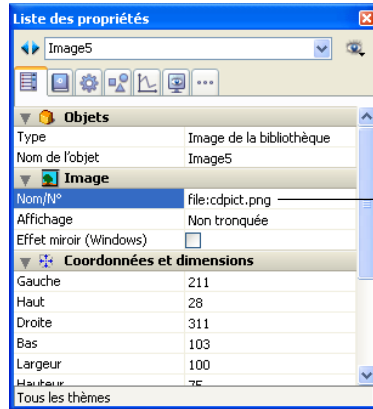 Liste des propriétés
Image5
Objets
Type Image de la bibliothèque
Nom de l'objet Image5
Image
Nom/N° file:cdpict.png
Affichage Non tronquée
Effet miroir (Windows)
Coordonnées et dimensions
Gauche 211
Haut 28
Droite 311
Bas 103
Largeur 100
Hauteur 75
Tous les thèmes